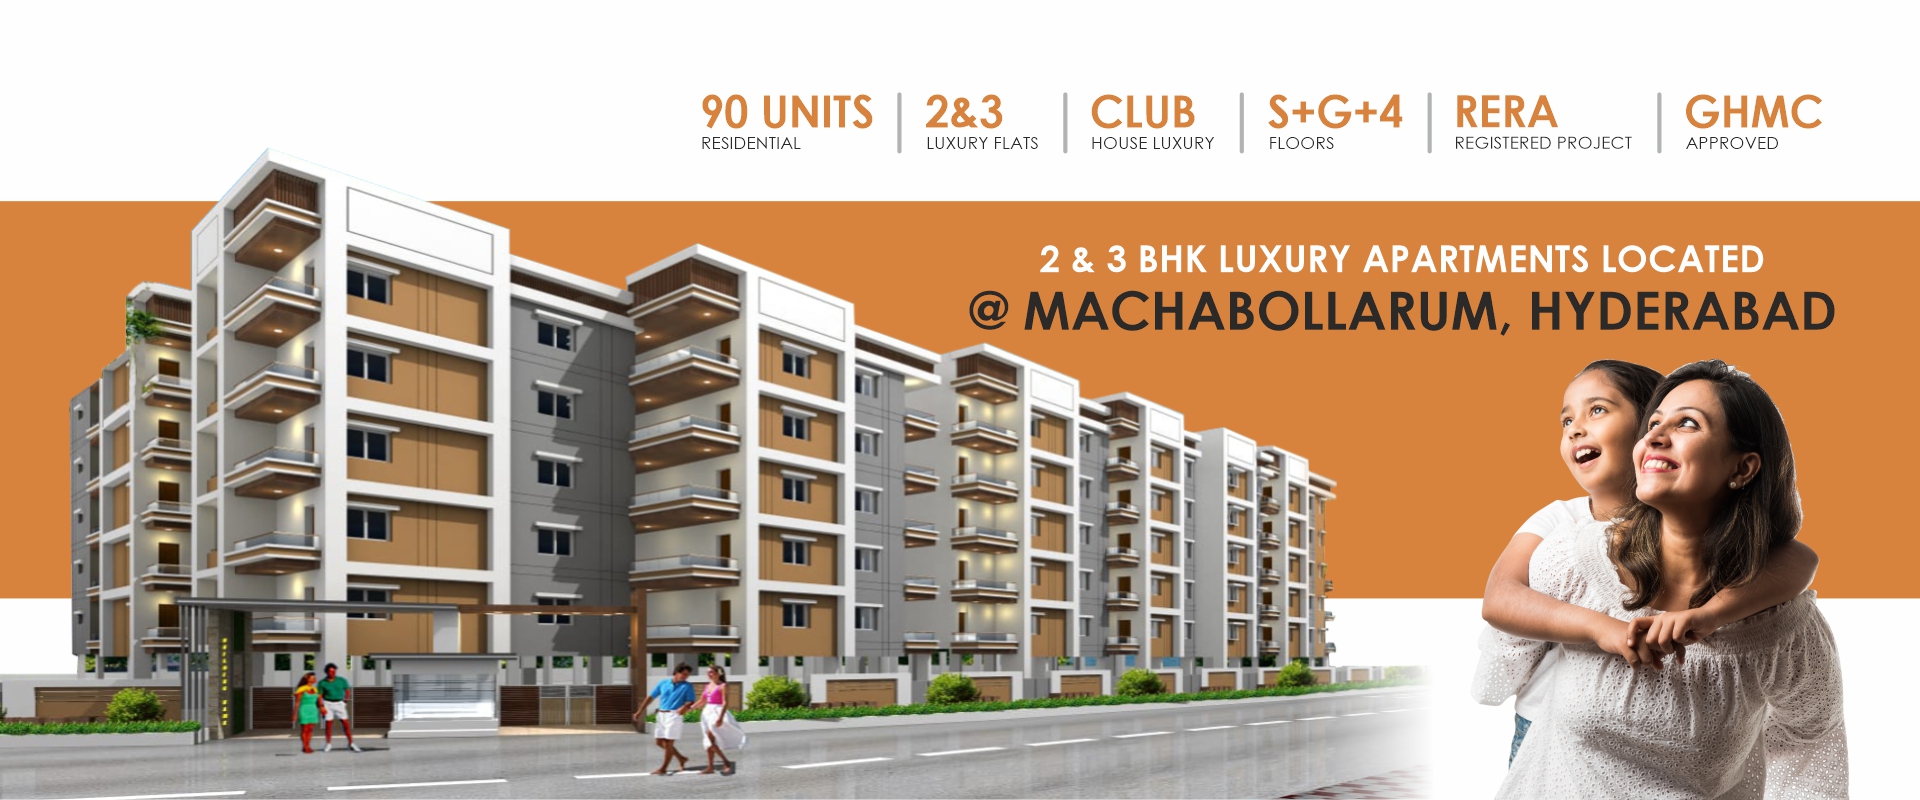 90 UNITS
RESIDENTIAL
2&3
LUXURY FLATS
CLUB
HOUSE LUXURY
S+G+4
FLOORS
RERA
REGISTERED PROJECT
GHMC
APPROVED
2 & 3 BHK LUXURY APARTMENTS LOCATED
@ MACHABOLLARUM, HYDERABAD